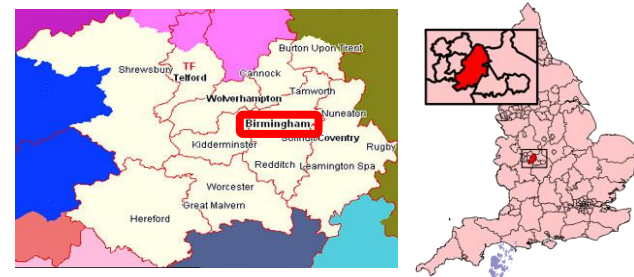 Burton Upon Trent
TF
Shrewsbury
Telford
Cannock
Tamworth
Wolverhampton
Nuneaton
Birmingham
Coventry
Kidderminster
Rugby
Redditch
Leamington Spa
Worcester
Great Malvern
Hereford